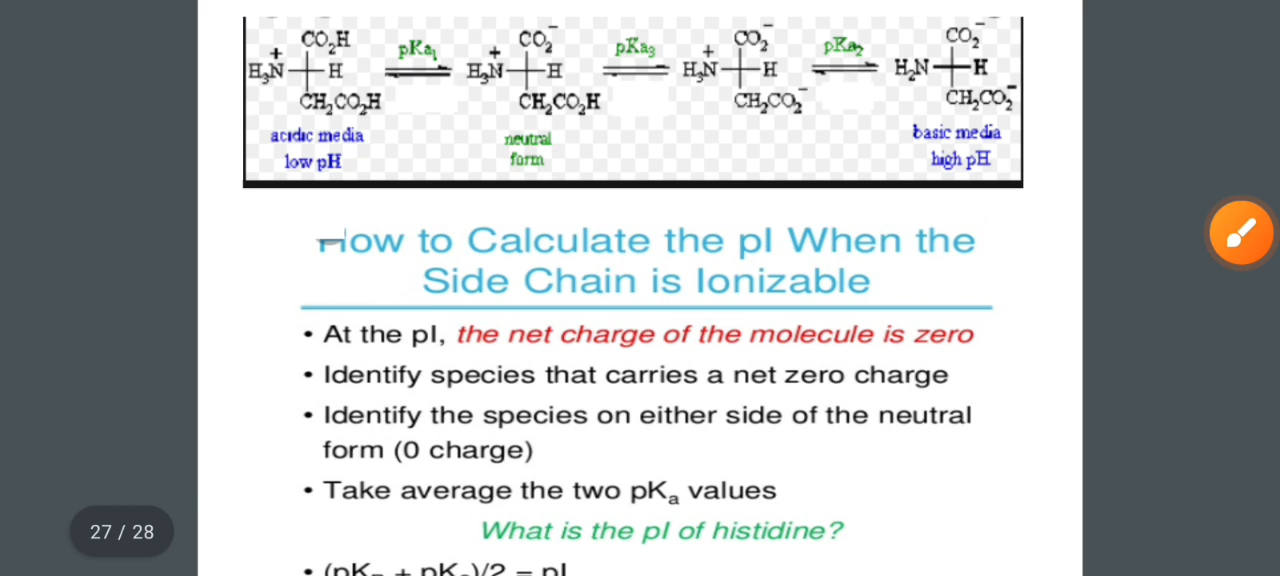 CO₂H CO₂⁻ CO₂⁻ CO₂⁻
pKa₁ pKa₃ pKa₂
H₃N⁺ H H₃N⁺ H H₃N⁺ H H₂N H
CH₂CO₂H CH₂CO₂H CH₂CO₂⁻ CH₂CO₂⁻
acidic media neutral basic media
low pH form high pH
How to Calculate the pI When the
Side Chain is Ionizable
• At the pI, the net charge of the molecule is zero
• Identify species that carries a net zero charge
• Identify the species on either side of the neutral
form (0 charge)
• Take average the two pKₐ values
27 / 28
What is the pI of histidine?